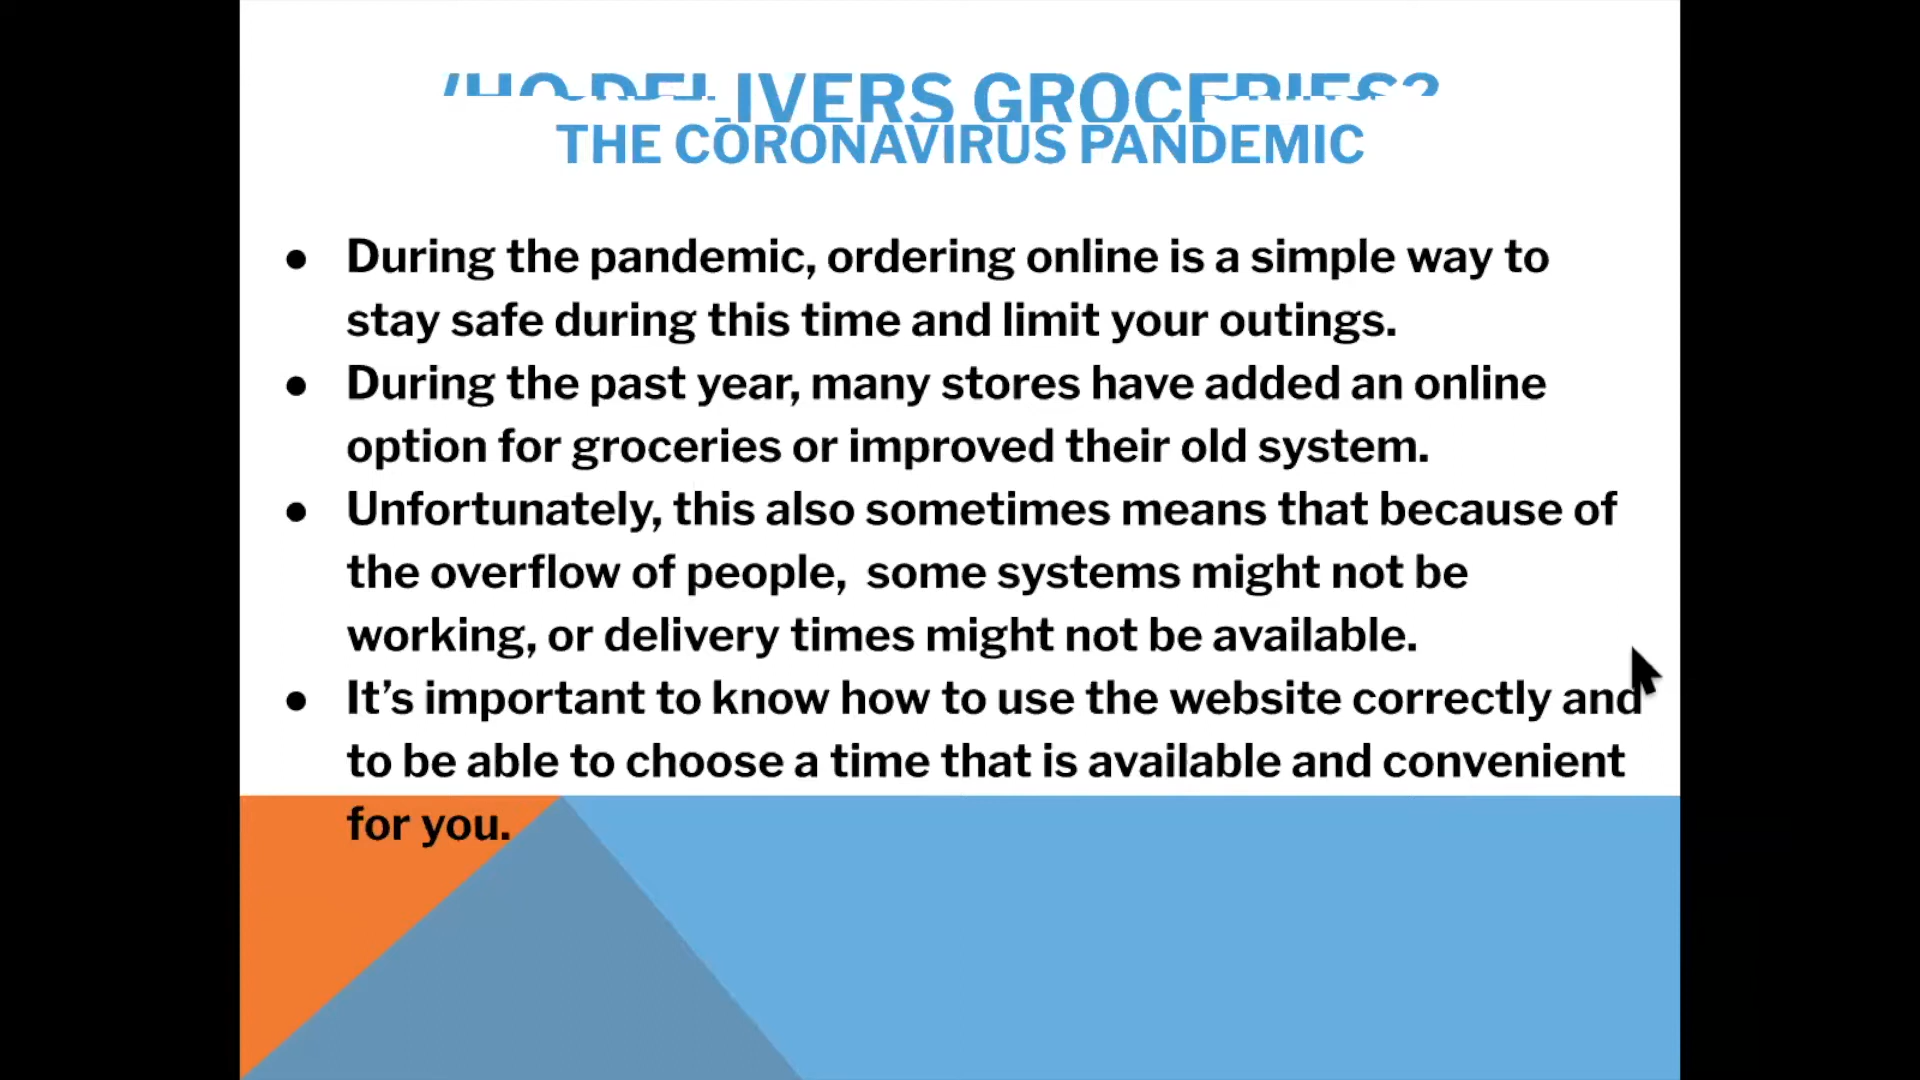 DELIVERS GROCERIES?
THE CORONAVIRUS PANDEMIC
● During the pandemic, ordering online is a simple way to
stay safe during this time and limit your outings.
● During the past year, many stores have added an online
option for groceries or improved their old system.
● Unfortunately, this also sometimes means that because of
the overflow of people,  some systems might not be
working, or delivery times might not be available.
● It’s important to know how to use the website correctly and
to be able to choose a time that is available and convenient
for you.